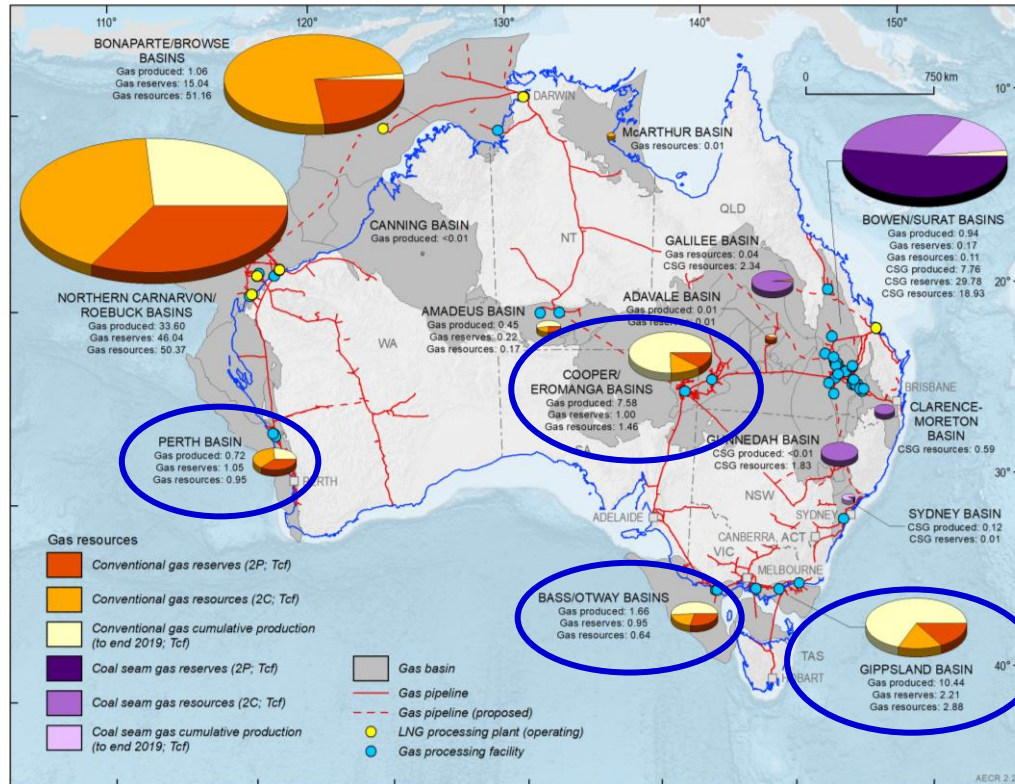 110°
120°
130°
140°
150°
BONAPARTE/BROWSE
BASINS
Gas produced: 1.06
Gas reserves: 15.04
Gas resources: 51.16
DARWIN
0
750 km
10°
McARTHUR BASIN
Gas resources: 0.01
CANNING BASIN
Gas produced: <0.01
NT
QLD
GALILEE BASIN
Gas reserves: 0.04
CSG resources: 2.34
BOWEN/SURAT BASINS
Gas produced: 0.94
Gas reserves: 0.17
Gas resources: 0.11
CSG produced: 7.76
CSG reserves: 29.78
CSG resources: 18.93
20°
NORTHERN CARNARVON/
ROEBUCK BASINS
Gas produced: 33.60
Gas reserves: 46.04
Gas resources: 50.37
WA
AMADEUS BASIN
Gas produced: 0.45
Gas reserves: 0.22
Gas resources: 0.17
ADAVALE BASIN
Gas produced: 0.01
Gas reserves: 0.01
COOPER/
EROMANGA BASINS
Gas produced: 7.58
Gas reserves: 1.00
Gas resources: 1.46
SA
BRISBANE
CLARENCE-
MORETON
BASIN
CSG resources: 0.59
PERTH BASIN
Gas produced: 0.72
Gas reserves: 1.05
Gas resources: 0.95
PERTH
GUNNEDAH BASIN
CSG produced: <0.01
CSG resources: 1.83
30°
NSW
ADELAIDE
SYDNEY
SYDNEY BASIN
CSG produced: 0.12
CSG reserves: 0.01
CANBERRA, ACT
VIC
MELBOURNE
BASS/OTWAY BASINS
Gas produced: 1.66
Gas reserves: 0.95
Gas resources: 0.64
TAS
HOBART
GIPPSLAND BASIN
Gas produced: 10.44
Gas reserves: 2.21
Gas resources: 2.88
40°
Gas resources
Conventional gas reserves (2P; Tcf)
Conventional gas resources (2C; Tcf)
Conventional gas cumulative production
(to end 2019; Tcf)
Coal seam gas reserves (2P; Tcf)
Coal seam gas resources (2C; Tcf)
Coal seam gas cumulative production
(to end 2019; Tcf)
Gas basin
Gas pipeline
Gas pipeline (proposed)
LNG processing plant (operating)
Gas processing facility